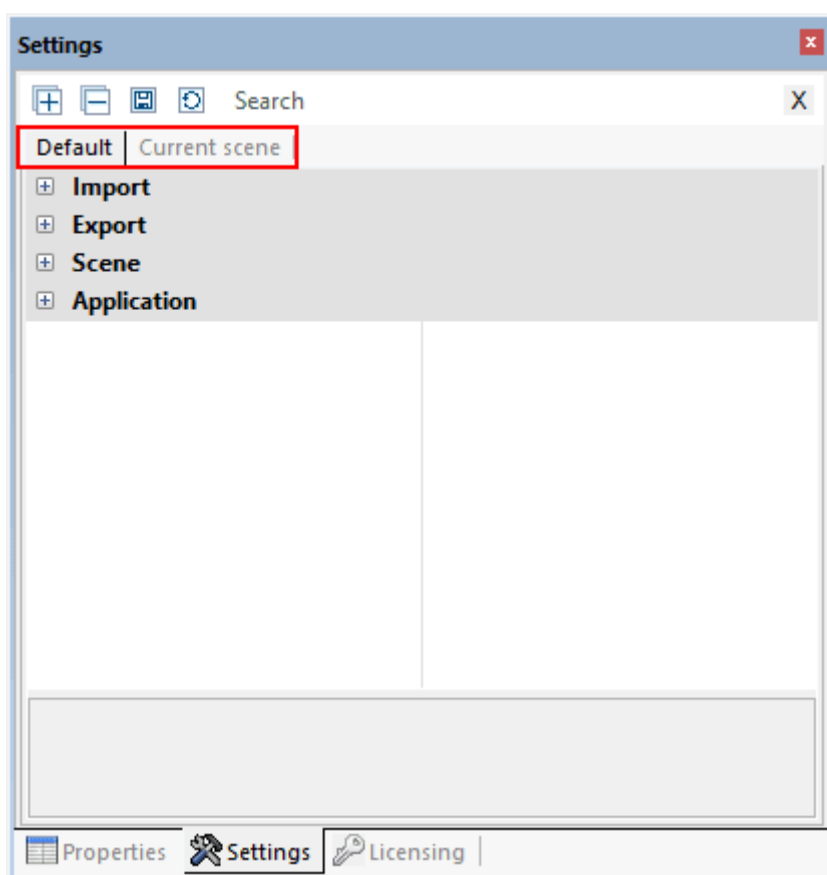 Settings
Search X
Default Current scene
Import
Export
Scene
Application
Properties Settings Licensing